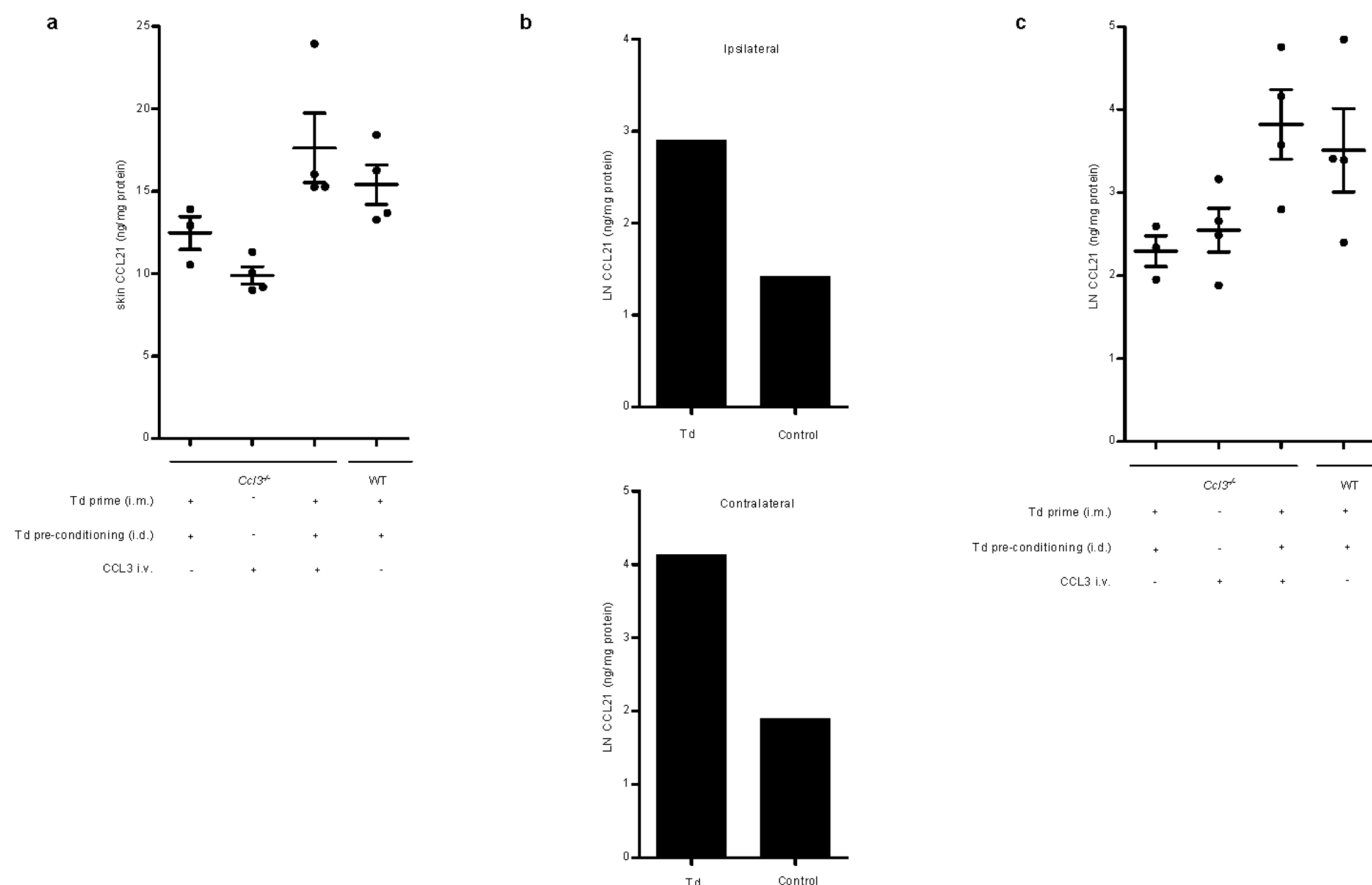 a
25
20
15
10
5
0
skin CCL21 (ng/mg protein)
Ccl3-/-
WT
Td prime (i.m.) + - + +
Td pre-conditioning (i.d.) + - + +
CCL3 i.v. - + + -
b
Ipsilateral
4
3
2
1
0
LN CCL21 (ng/mg protein)
Td Control
Contralateral
5
4
3
2
1
0
LN CCL21 (ng/mg protein)
Td Control
c
5
4
3
2
1
0
LN CCL21 (ng/mg protein)
Ccl3-/-
WT
Td prime (i.m.) + - + +
Td pre-conditioning (i.d.) + - + +
CCL3 i.v. - + + -